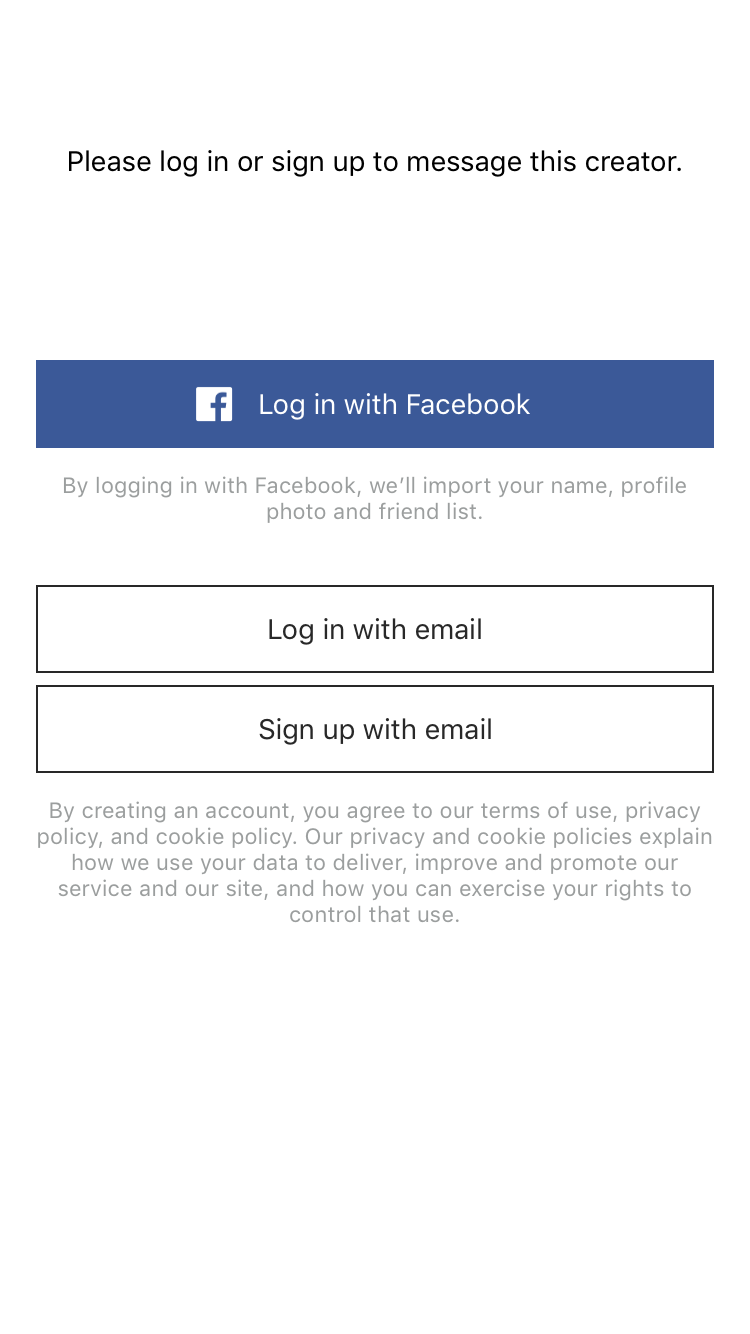 Please log in or sign up to message this creator.
Log in with Facebook
By logging in with Facebook, we’ll import your name, profile
photo and friend list.
Log in with email
Sign up with email
By creating an account, you agree to our terms of use, privacy
policy, and cookie policy. Our privacy and cookie policies explain
how we use your data to deliver, improve and promote our
service and our site, and how you can exercise your rights to
control that use.